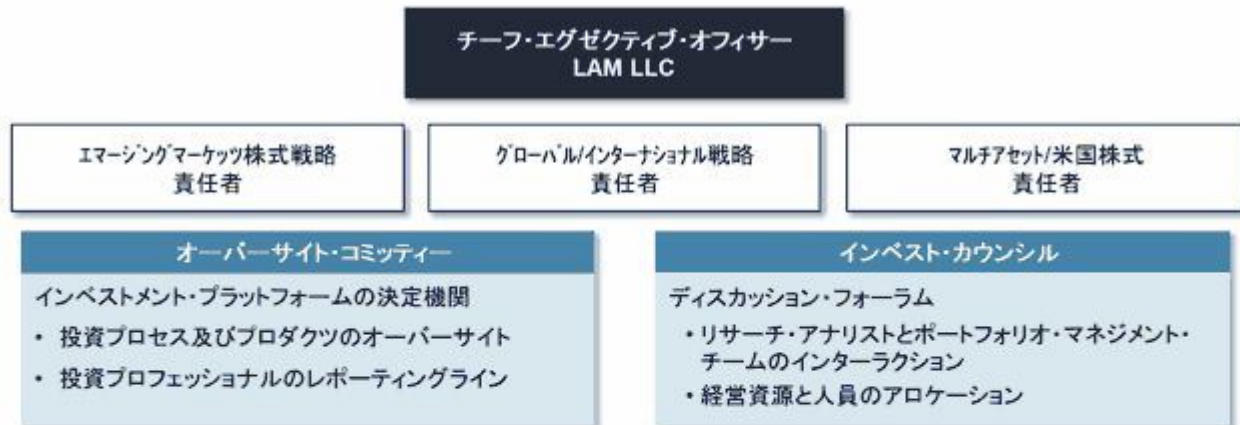 チーフ・エグゼクティブ・オフィサー
LAM LLC
エマージングマーケッツ株式戦略
責任者
グローバル/インターナショナル戦略
責任者
マルチアセット/米国株式
責任者
オーバーサイト・コミッティー
インベストメント・プラットフォームの決定機関
• 投資プロセス及びプロダクツのオーバーサイト
• 投資プロフェッショナルのレポーティングライン
インベスト・カウンシル
ディスカッション・フォーラム
・リサーチ・アナリストとポートフォリオ・マネジメント・
チームのインターラクション
・経営資源と人員のアロケーション